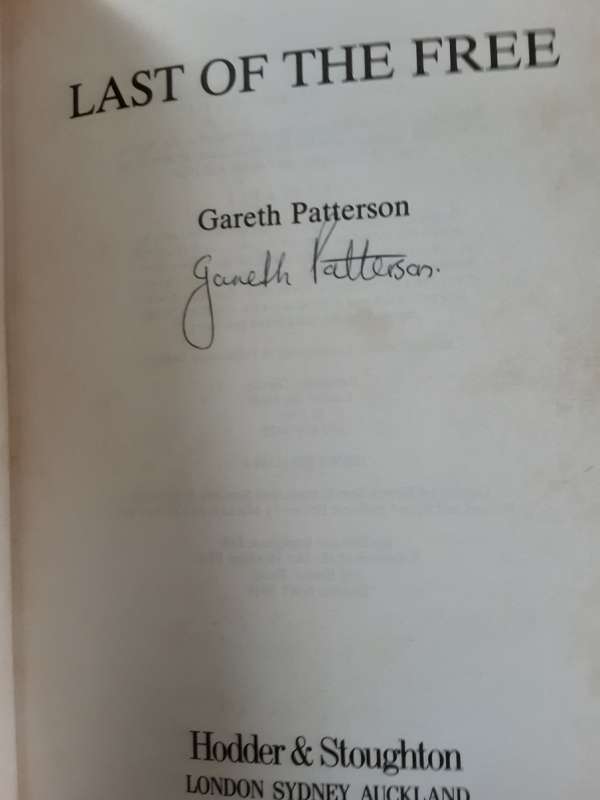 LAST OF THE FREE
Gareth Patterson
Gareth Patterson.
Hodder & Stoughton
LONDON SYDNEY AUCKLAND